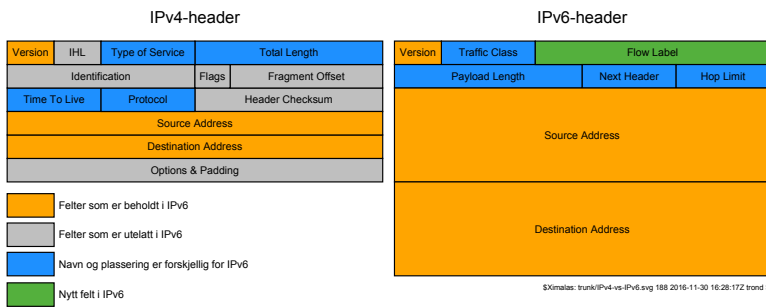 IPv4-header
Version IHL Type of Service Total Length
Identification Flags Fragment Offset
Time To Live Protocol Header Checksum
Source Address
Destination Address
Options & Padding
Felter som er beholdt i IPv6
Felter som er utelatt i IPv6
Navn og plassering er forskjellig for IPv6
Nytt felt i IPv6
IPv6-header
Version Traffic Class Flow Label
Payload Length Next Header Hop Limit
Source Address
Destination Address
$Ximalas: trunk/IPv4-vs-IPv6.svg 188 2016-11-30 16:28:17Z trond